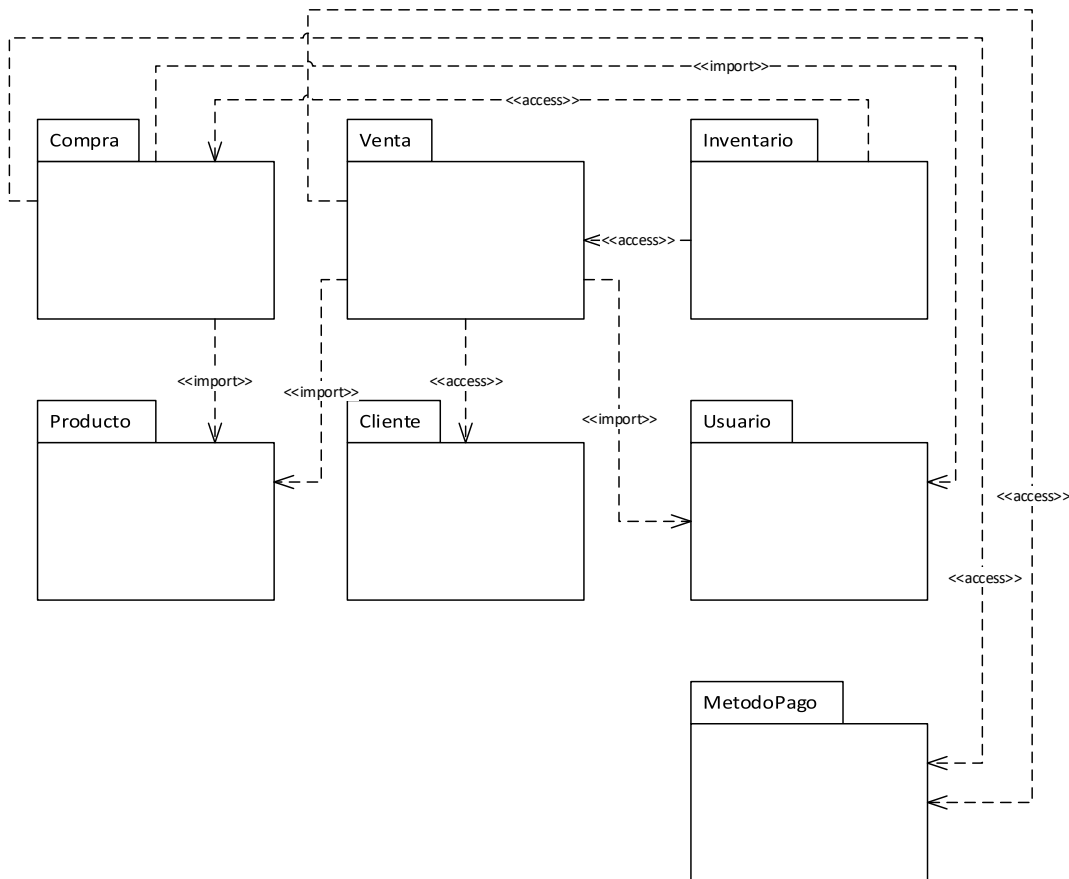 <<import>>
<<access>>
Compra
Venta
Inventario
<<access>>
<<import>>
<<import>>
<<access>>
<<import>>
Producto
Cliente
Usuario
<<access>>
<<access>>
MetodoPago